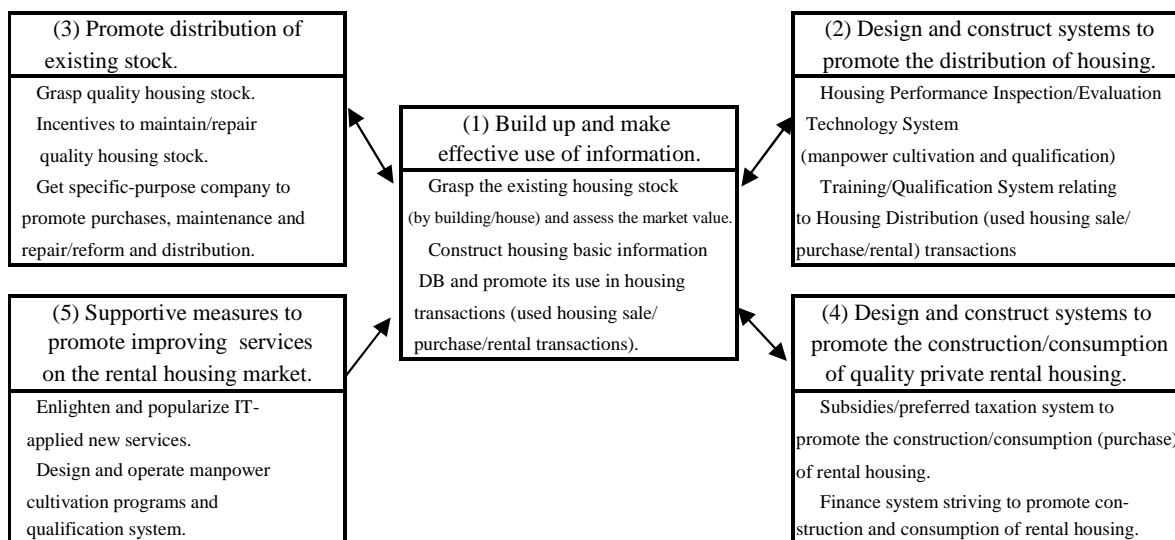 (3) Promote distribution of
existing stock.
Grasp quality housing stock.
Incentives to maintain/repair
quality housing stock.
Get specific-purpose company to
promote purchases, maintenance and
repair/reform and distribution.
(2) Design and construct systems to
promote the distribution of housing.
Housing Performance Inspection/Evaluation
Technology System
(manpower cultivation and qualification)
Training/Qualification System relating
to Housing Distribution (used housing sale/
purchase/rental) transactions
(1) Build up and make
effective use of information.
Grasp the existing housing stock
(by building/house) and assess the market value.
Construct housing basic information
DB and promote its use in housing
transactions (used housing sale/
purchase/rental transactions).
(5) Supportive measures to
promote improving services
on the rental housing market.
Enlighten and popularize IT-
applied new services.
Design and operate manpower
cultivation programs and
qualification system.
(4) Design and construct systems to
promote the construction/consumption
of quality private rental housing.
Subsidies/preferred taxation system to
promote the construction/consumption (purchase)
of rental housing.
Finance system striving to promote con-
struction and consumption of rental housing.